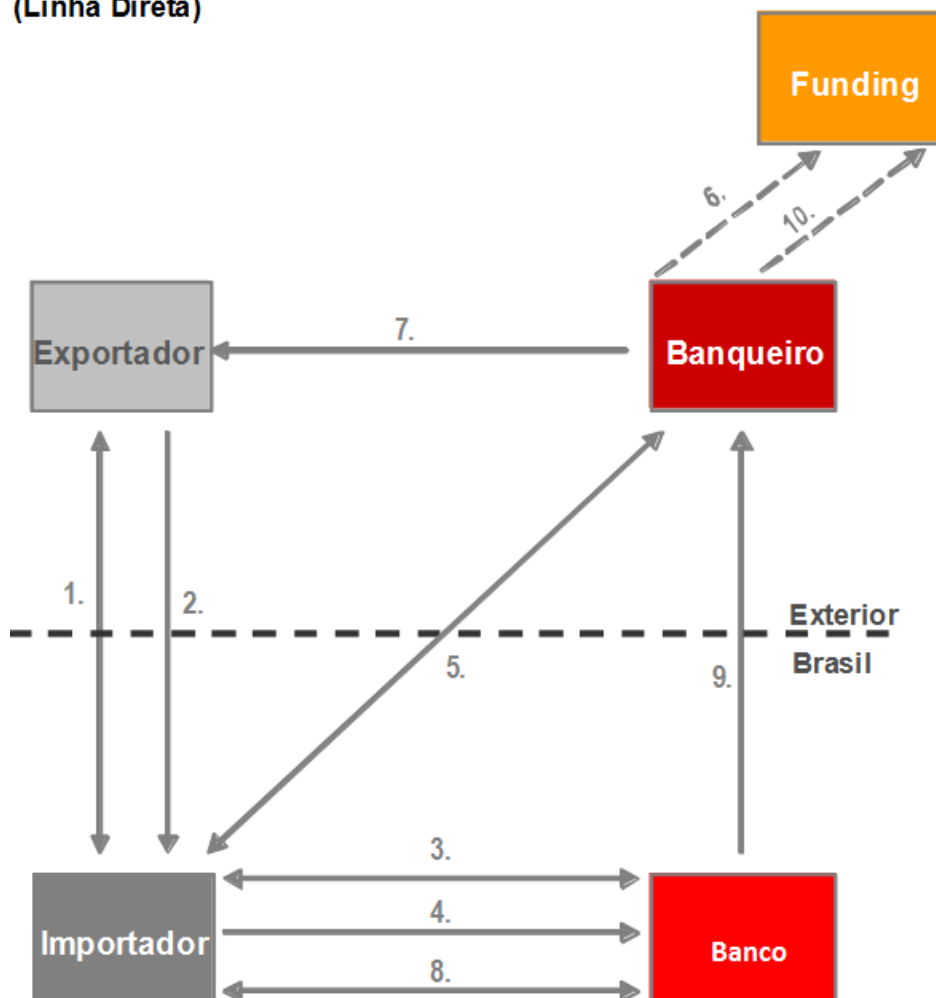 (Linha Direta)
Funding
6.
10.
7.
Exportador
Banqueiro
1.
2.
Exterior
Brasil
5.
9.
3.
4.
Importador
Banco
8.